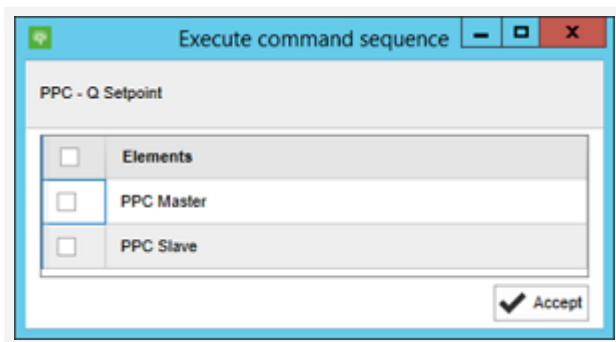 Execute command sequence
PPC - Q Setpoint
Elements
PPC Master
PPC Slave
Accept